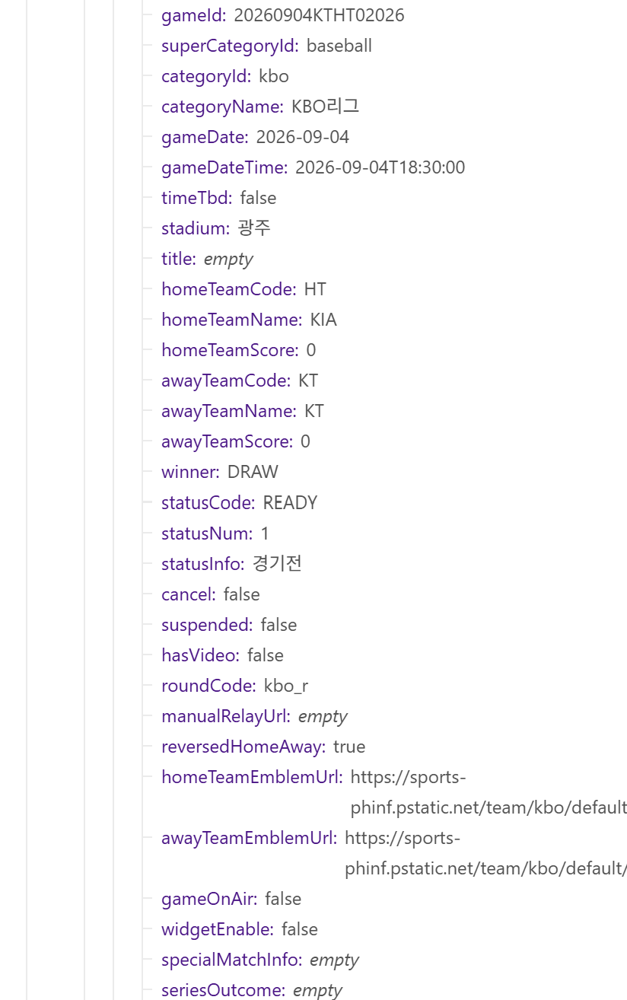 gameId: 20260904KTHT02026
superCategoryId: baseball
categoryId: kbo
categoryName: KBO리그
gameDate: 2026-09-04
gameDateTime: 2026-09-04T18:30:00
timeTbd: false
stadium: 광주
title: empty
homeTeamCode: HT
homeTeamName: KIA
homeTeamScore: 0
awayTeamCode: KT
awayTeamName: KT
awayTeamScore: 0
winner: DRAW
statusCode: READY
statusNum: 1
statusInfo: 경기전
cancel: false
suspended: false
hasVideo: false
roundCode: kbo_r
manualRelayUrl: empty
reversedHomeAway: true
homeTeamEmblemUrl: https://sports-
phinf.pstatic.net/team/kbo/default
awayTeamEmblemUrl: https://sports-
phinf.pstatic.net/team/kbo/default/
gameOnAir: false
widgetEnable: false
specialMatchInfo: empty
seriesOutcome: empty